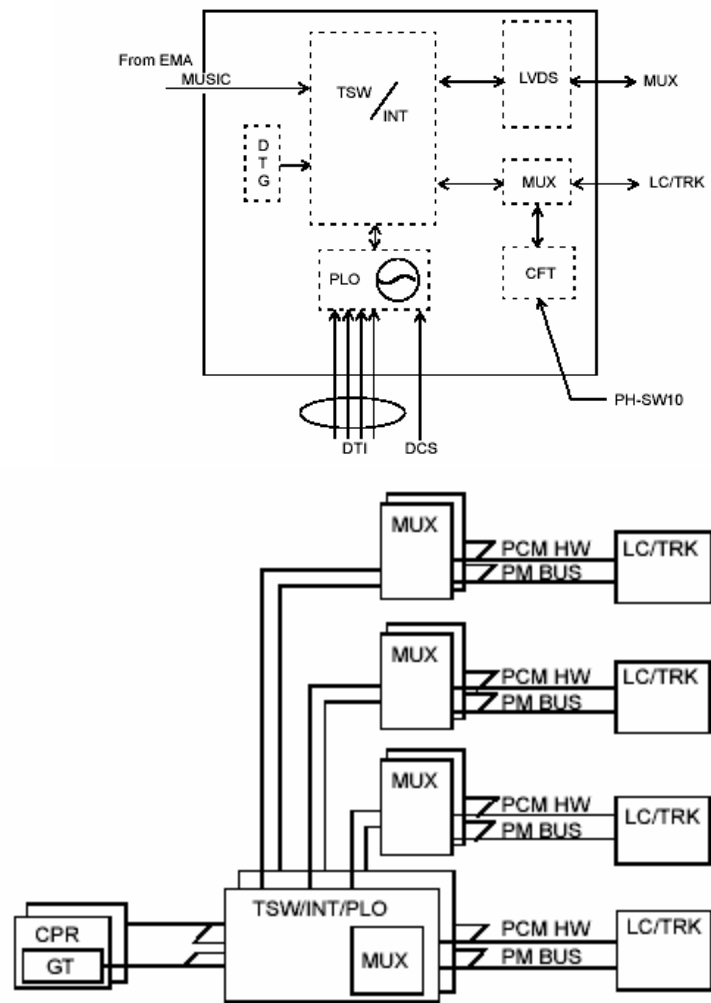 From EMA
MUSIC
TSW
INT
LVDS
MUX
D
T
G
MUX
LC/TRK
PLO
CFT
PH-SW10
DTI
DCS
MUX
PCM HW
PM BUS
LC/TRK
MUX
PCM HW
PM BUS
LC/TRK
MUX
PCM HW
PM BUS
LC/TRK
TSW/INT/PLO
CPR
GT
MUX
PCM HW
PM BUS
LC/TRK